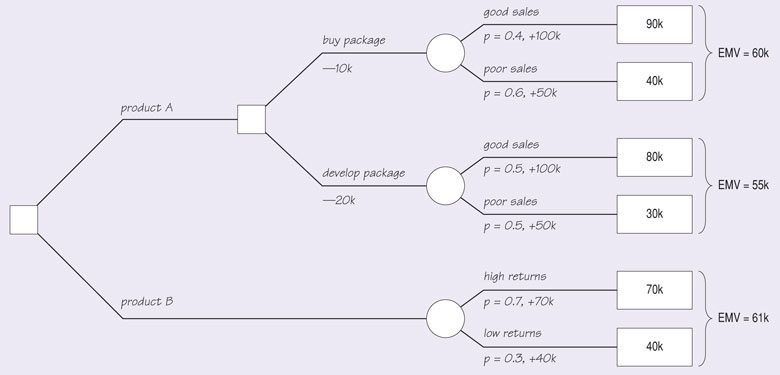 good sales
90k
p = 0.4, +100k
EMV = 60k
buy package
—10k
poor sales
40k
p = 0.6, +50k
product A
good sales
80k
p = 0.5, +100k
EMV = 55k
develop package
—20k
poor sales
30k
p = 0.5, +50k
high returns
70k
p = 0.7, +70k
EMV = 61k
product B
low returns
40k
p = 0.3, +40k